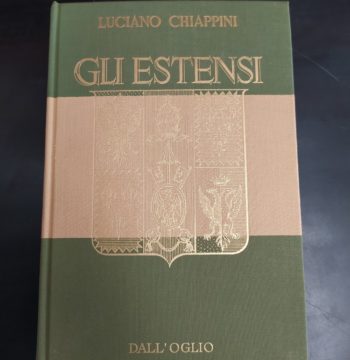 LUCIANO CHIAPPINI
GLI ESTENSI
DALL'OGLIO